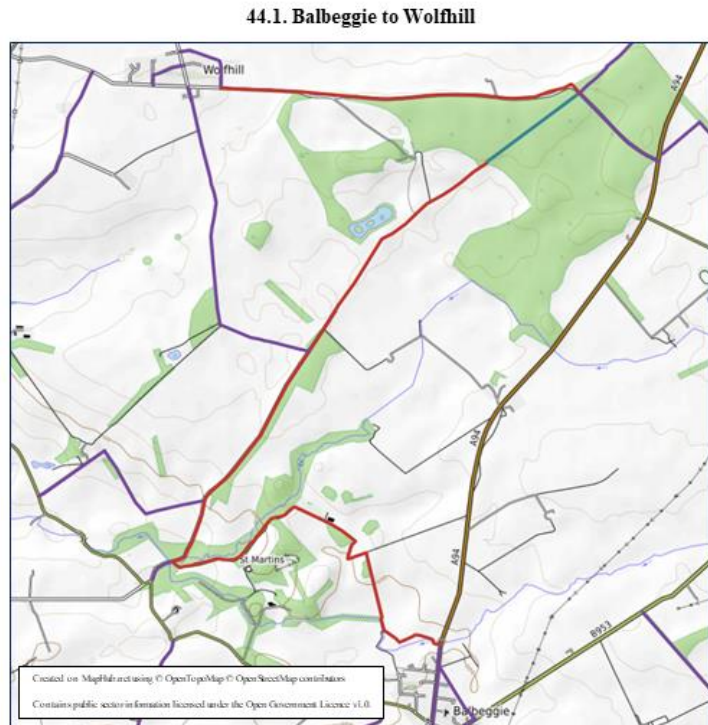 44.1. Balbeggie to Wolfhill
Wolfhill
A94
A94
St Martins
A94
B953
Balbeggie
Created on MapHub.net using © OpenTopoMap © OpenStreetMap contributors
Contains public sector information licensed under the Open Government Licence v1.0.